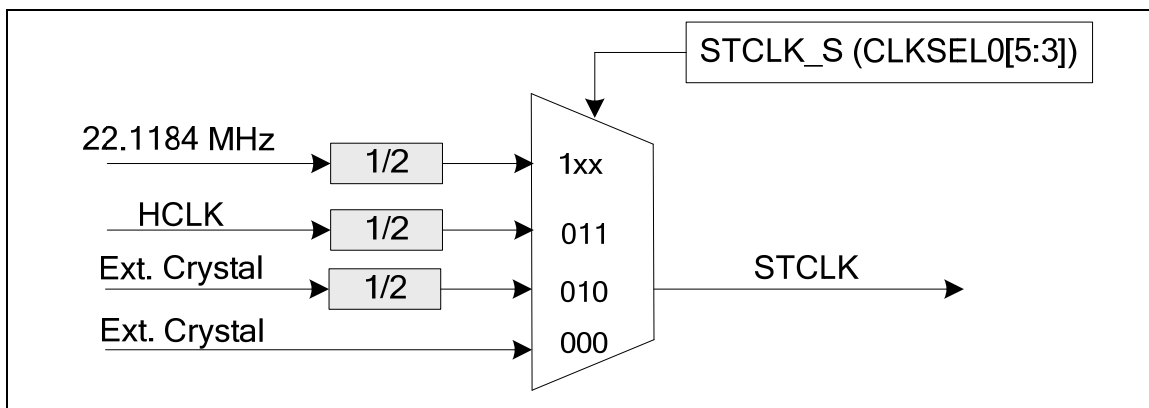 STCLK_S (CLKSEL0[5:3])
22.1184 MHz
1/2
1xx
HCLK
1/2
011
Ext. Crystal
1/2
010
STCLK
Ext. Crystal
000